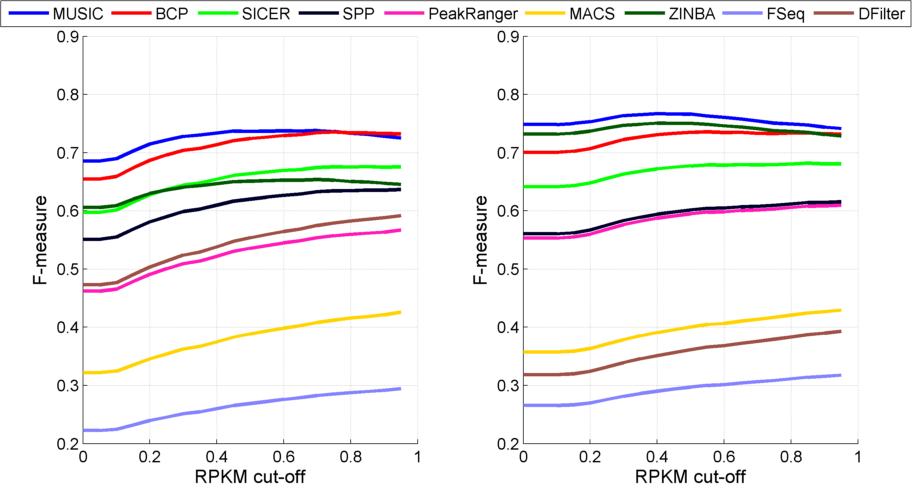 MUSIC BCP SICER SPP PeakRanger MACS ZINBA FSeq DFilter
0.9
0.8
0.7
0.6
0.5
0.4
0.3
0.2
F-measure
0 0.2 0.4 0.6 0.8 1
RPKM cut-off
0.9
0.8
0.7
0.6
0.5
0.4
0.3
0.2
F-measure
0 0.2 0.4 0.6 0.8 1
RPKM cut-off